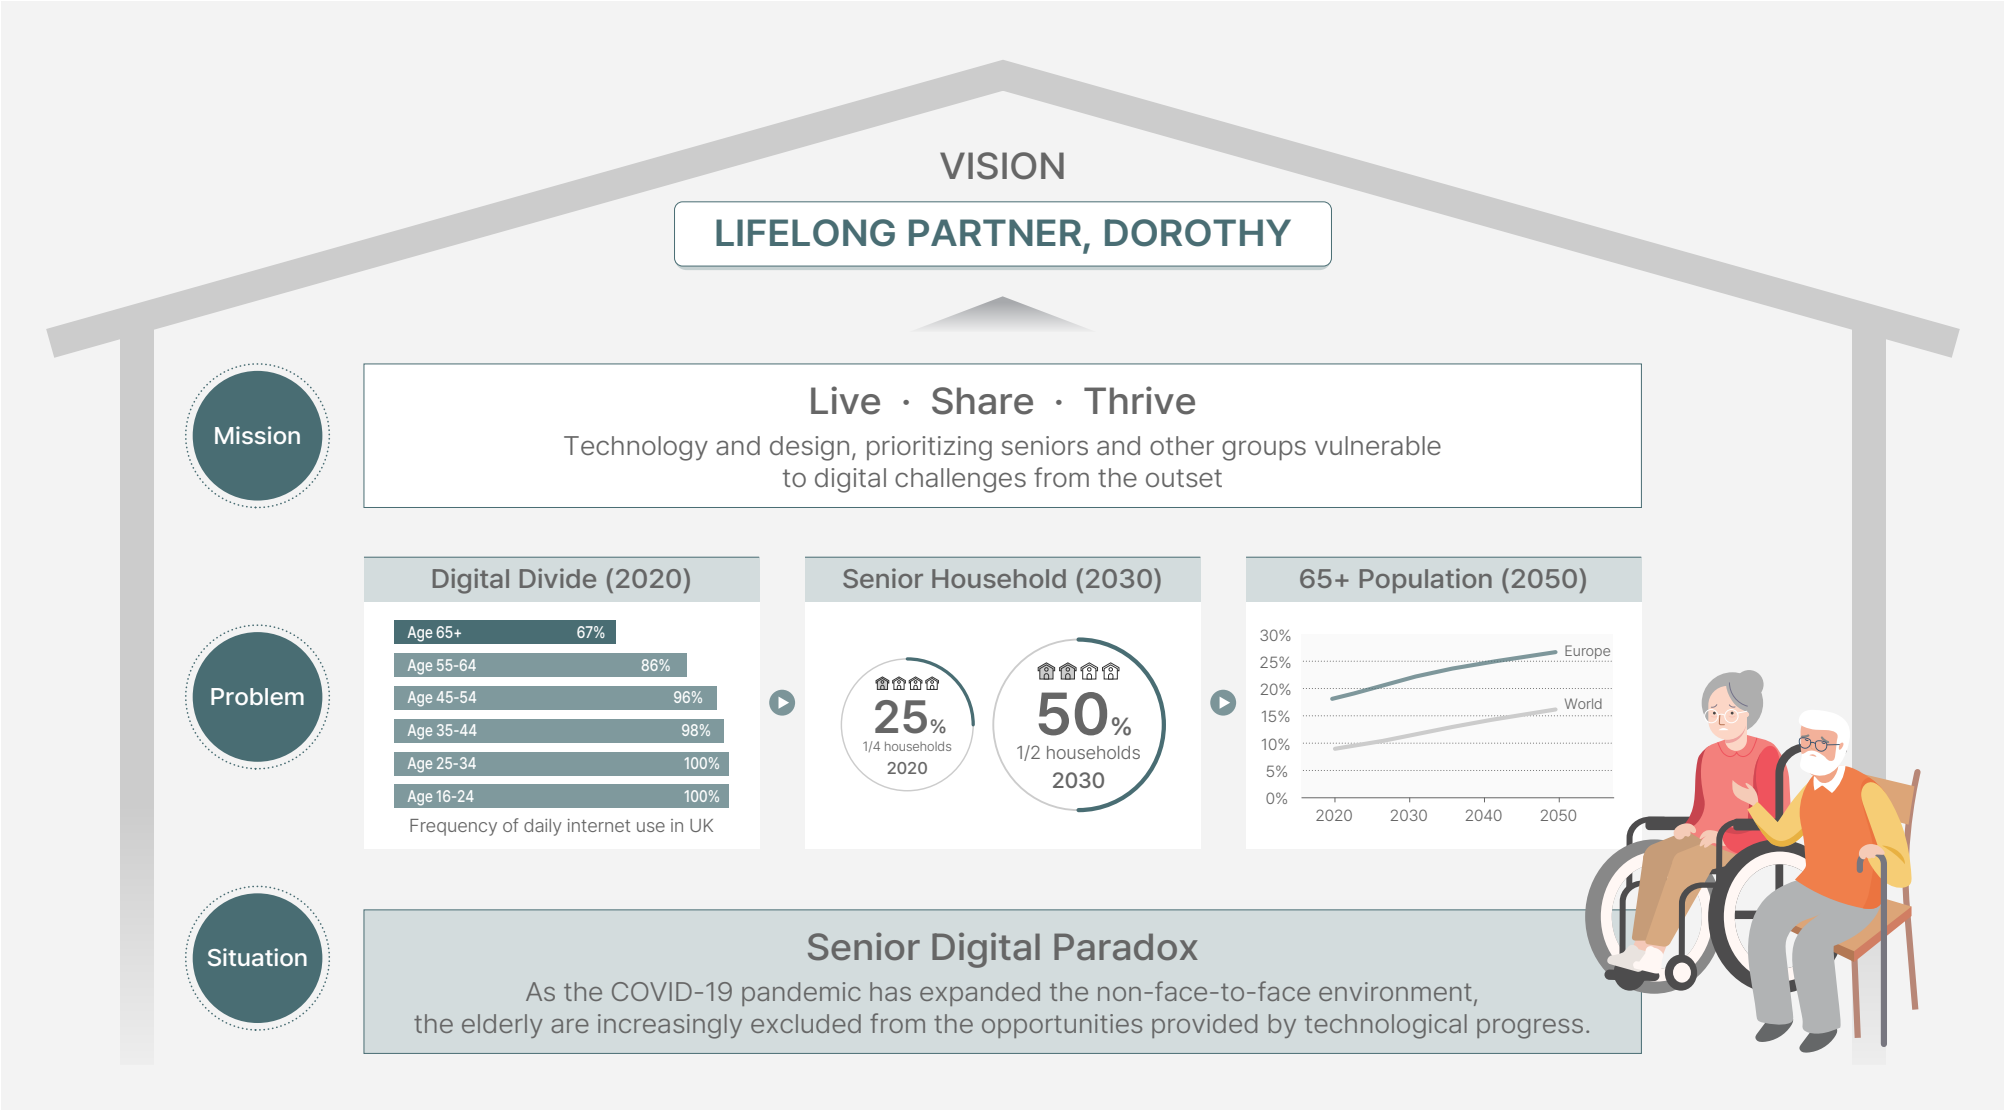 VISION
LIFELONG PARTNER, DOROTHY
Mission
Live · Share · Thrive
Technology and design, prioritizing seniors and other groups vulnerable
to digital challenges from the outset
Problem
Digital Divide (2020)
Age 65+ 67%
Age 55-64 86%
Age 45-54 96%
Age 35-44 98%
Age 25-34 100%
Age 16-24 100%
Frequency of daily internet use in UK
Senior Household (2030)
25%
1/4 households
2020
50%
1/2 households
2030
65+ Population (2050)
30%
25%
20%
15%
10%
5%
0%
Europe
World
2020 2030 2040 2050
Situation
Senior Digital Paradox
As the COVID-19 pandemic has expanded the non-face-to-face environment,
the elderly are increasingly excluded from the opportunities provided by technological progress.